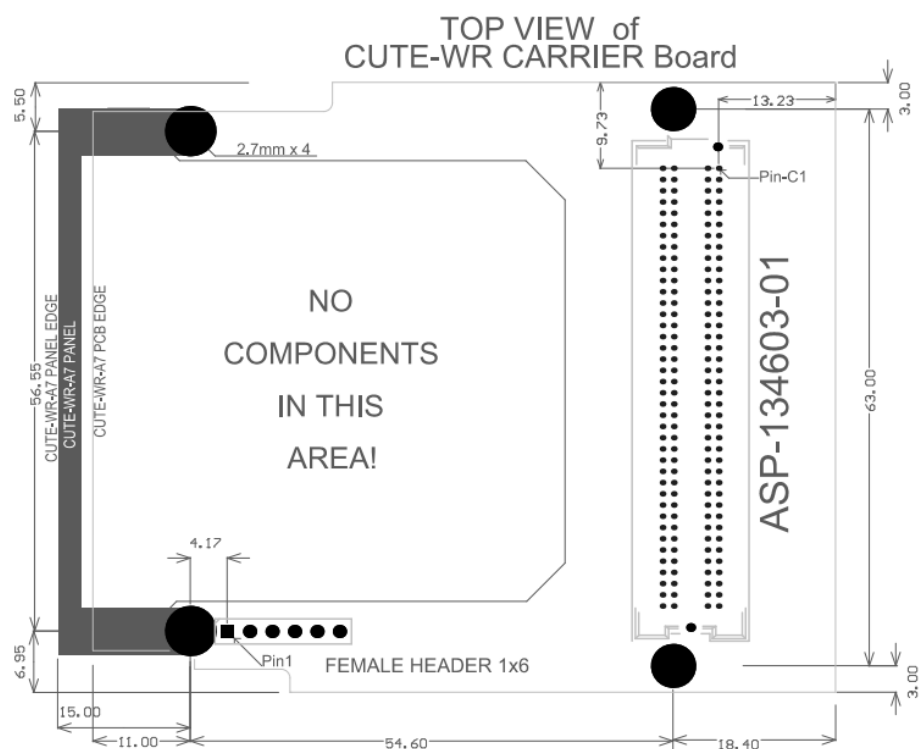 TOP VIEW of
CUTE-WR CARRIER Board
5.50
13.23
3.00
9.73
2.7mm x 4
Pin-C1
NO
COMPONENTS
IN THIS
AREA!
56.55
CUTE-WR-A7 PANEL EDGE
CUTE-WR-A7 PANEL
CUTE-WR-A7 PCB EDGE
ASP-134603-01
63.00
4.17
6.95
Pin1
FEMALE HEADER 1x6
3.00
15.00
11.00
54.60
18.40